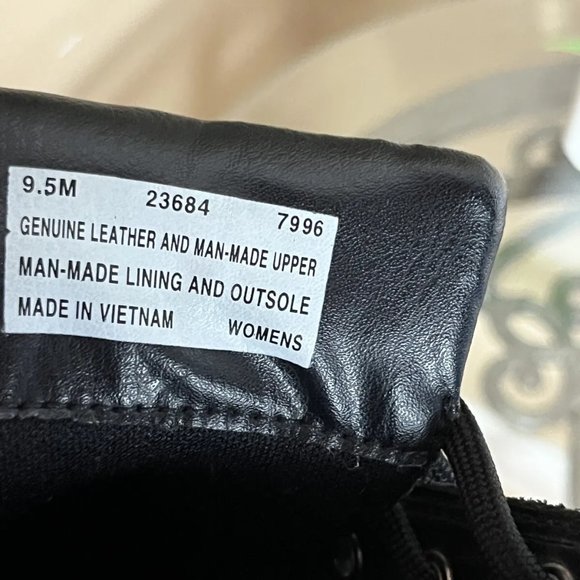 9.5M 23684 7996
GENUINE LEATHER AND MAN-MADE UPPER
MAN-MADE LINING AND OUTSOLE
MADE IN VIETNAM WOMENS